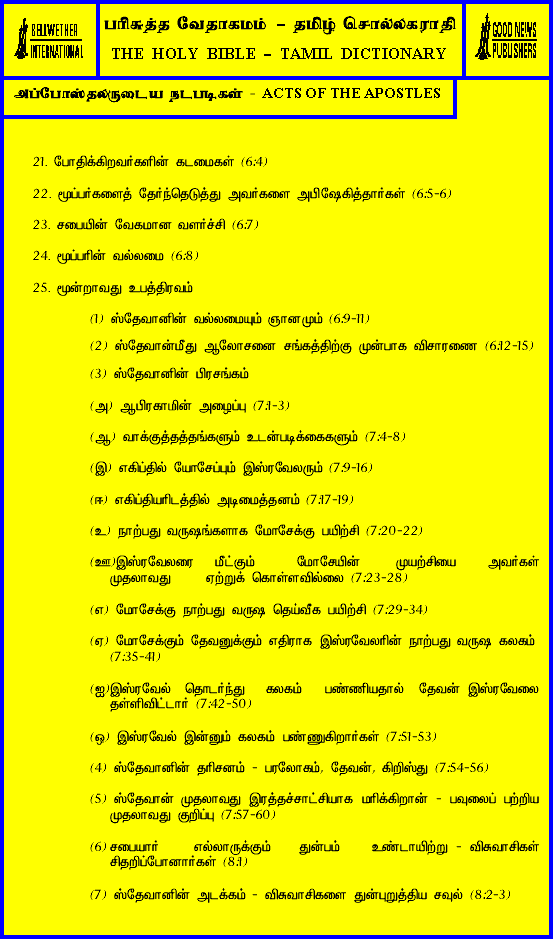 BELLWETHER
INTERNATIONAL
பரிசுத்த வேதாகமம் – தமிழ் சொல்லகராதி
THE HOLY BIBLE – TAMIL DICTIONARY
GOOD NEWS
PUBLISHERS
அப்போஸ்தலருடைய நடபடிகள் - ACTS OF THE APOSTLES
21. போதிக்கிறவர்களின் கடமைகள் (6:4)
22. மூப்பர்களைத் தேர்ந்தெடுத்து அவர்களை அபிஷேகித்தார்கள் (6:5-6)
23. சபையின் வேகமான வளர்ச்சி (6:7)
24. மூப்பரின் வல்லமை (6:8)
25. மூன்றாவது உபத்திரவம்
(1) ஸ்தேவானின் வல்லமையும் ஞானமும் (6:9-11)
(2) ஸ்தேவான்மீது ஆலோசனை சங்கத்திற்கு முன்பாக விசாரணை (6:12-15)
(3) ஸ்தேவானின் பிரசங்கம்
(அ) ஆபிரகாமின் அழைப்பு (7:1-3)
(ஆ) வாக்குத்தத்தங்களும் உடன்படிக்கைகளும் (7:4-8)
(இ) எகிப்தில் யோசேப்பும் இஸ்ரவேலரும் (7:9-16)
(ஈ) எகிப்தியரிடத்தில் அடிமைத்தனம் (7:17-19)
(உ) நாற்பது வருஷங்களாக மோசேக்கு பயிற்சி (7:20-22)
(ஊ)இஸ்ரவேலரை மீட்கும் மோசேயின் முயற்சியை அவர்கள்
முதலாவது ஏற்றுக் கொள்ளவில்லை (7:23-28)
(எ) மோசேக்கு நாற்பது வருஷ தெய்வீக பயிற்சி (7:29-34)
(ஏ) மோசேக்கும் தேவனுக்கும் எதிராக இஸ்ரவேலரின் நாற்பது வருஷ கலகம்
(7:35-41)
(ஐ)இஸ்ரவேல் தொடர்ந்து கலகம் பண்ணியதால் தேவன் இஸ்ரவேலை
தள்ளிவிட்டார் (7:42-50)
(ஒ) இஸ்ரவேல் இன்னும் கலகம் பண்ணுகிறார்கள் (7:51-53)
(4) ஸ்தேவானின் தரிசனம் - பரலோகம், தேவன், கிறிஸ்து (7:54-56)
(5) ஸ்தேவான் முதலாவது இரத்தச்சாட்சியாக மரிக்கிறான் - பவுலைப் பற்றிய
முதலாவது குறிப்பு (7:57-60)
(6) சபையார் எல்லாருக்கும் துன்பம் உண்டாயிற்று - விசுவாசிகள்
சிதறிப்போனார்கள் (8:1)
(7) ஸ்தேவானின் அடக்கம் - விசுவாசிகளை துன்புறுத்திய சவுல் (8:2-3)